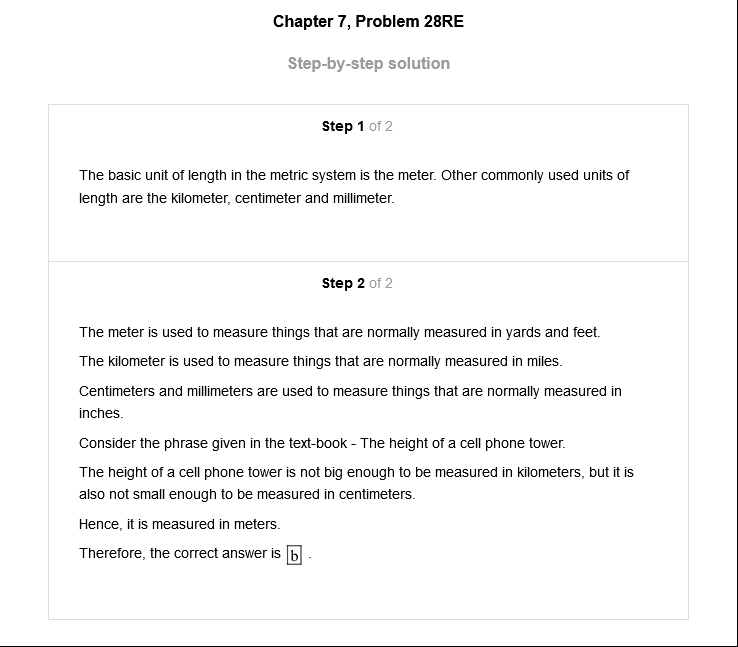 Chapter 7, Problem 28RE
Step-by-step solution
Step 1 of 2
The basic unit of length in the metric system is the meter. Other commonly used units of
length are the kilometer, centimeter and millimeter.
Step 2 of 2
The meter is used to measure things that are normally measured in yards and feet.
The kilometer is used to measure things that are normally measured in miles.
Centimeters and millimeters are used to measure things that are normally measured in
inches.
Consider the phrase given in the text-book - The height of a cell phone tower.
The height of a cell phone tower is not big enough to be measured in kilometers, but it is
also not small enough to be measured in centimeters.
Hence, it is measured in meters.
Therefore, the correct answer is b .